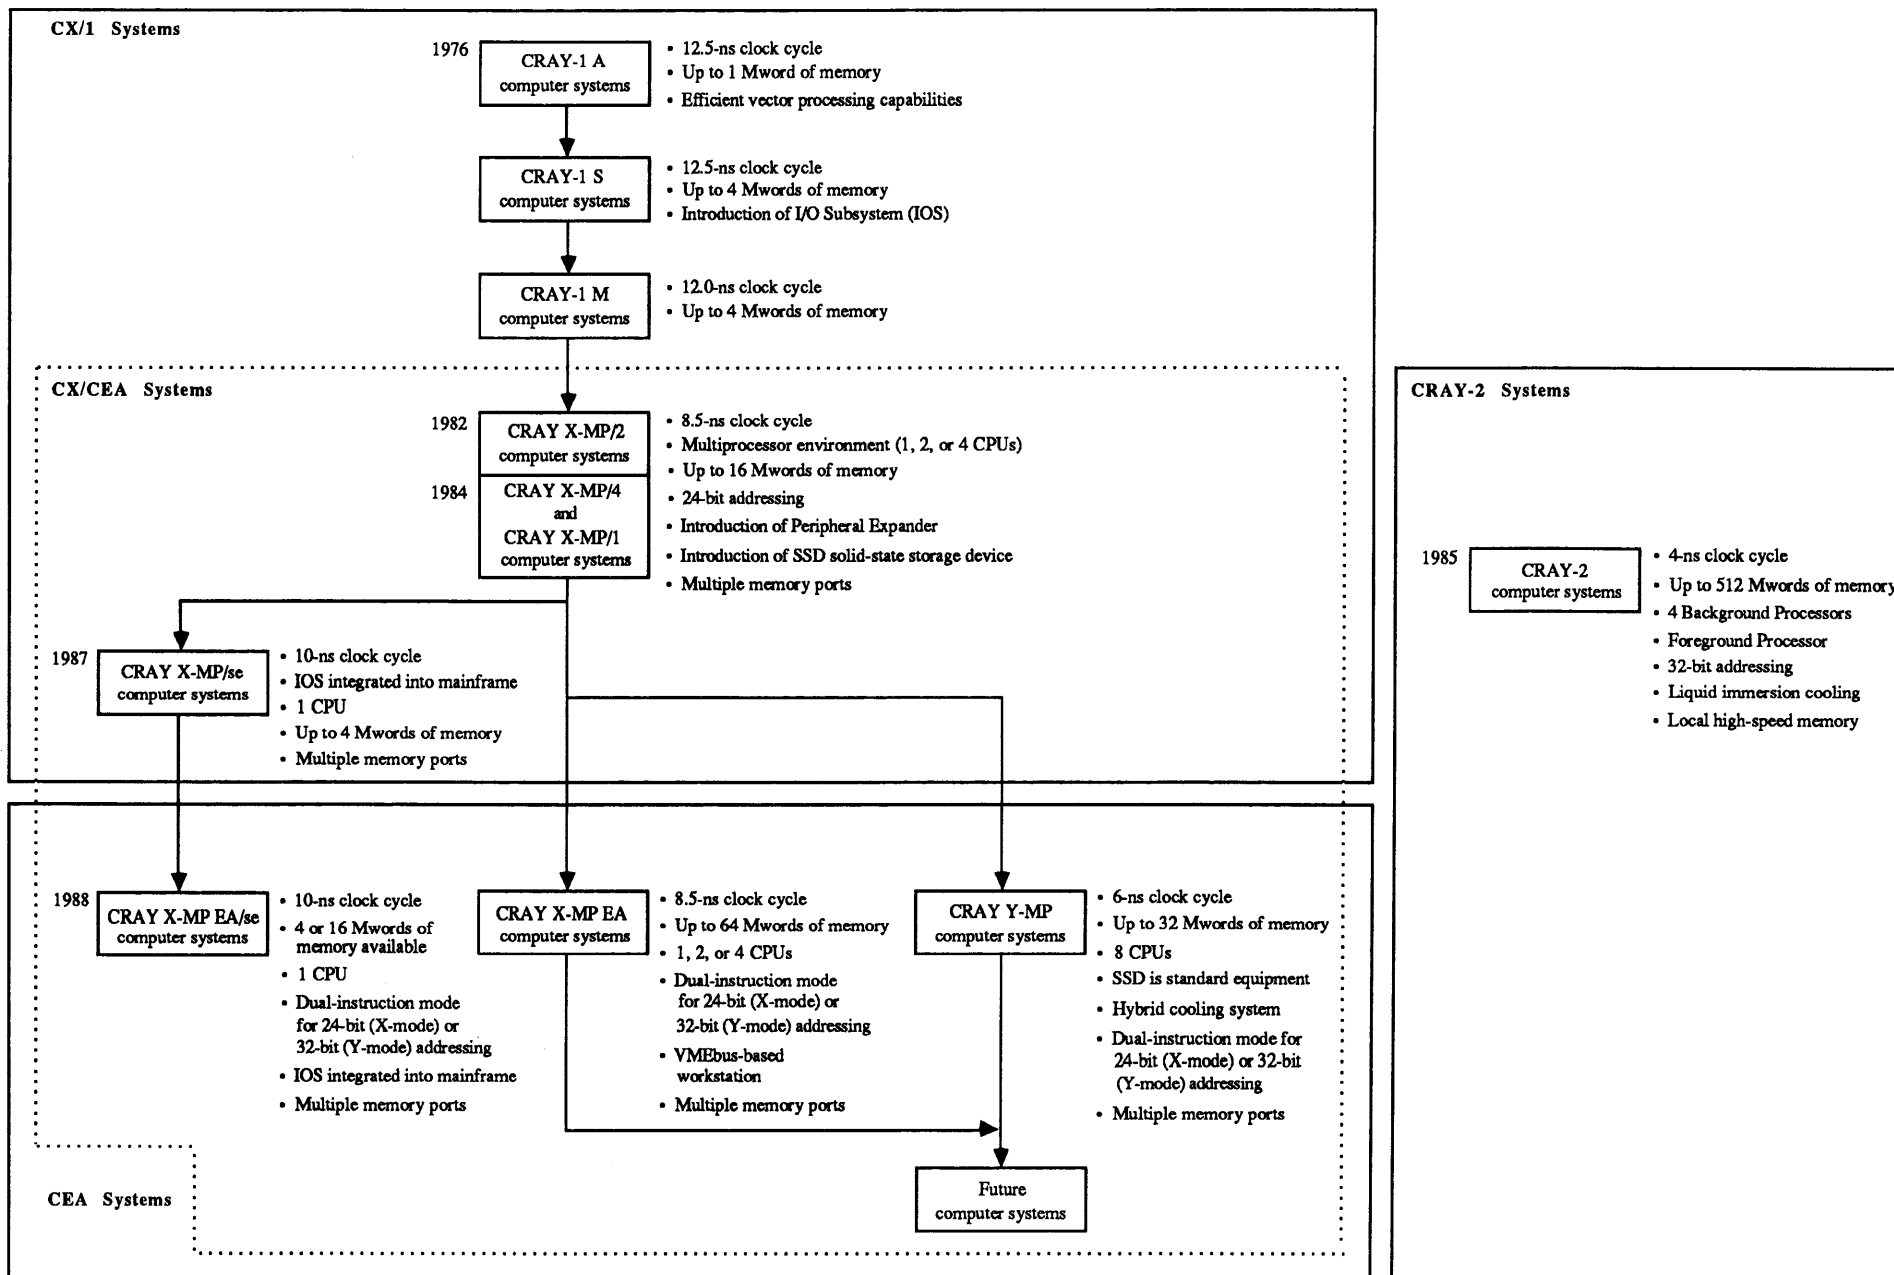 CX/1 Systems
1976
CRAY-1 A
computer systems
• 12.5-ns clock cycle
• Up to 1 Mword of memory
• Efficient vector processing capabilities
CRAY-1 S
computer systems
• 12.5-ns clock cycle
• Up to 4 Mwords of memory
• Introduction of I/O Subsystem (IOS)
CRAY-1 M
computer systems
• 12.0-ns clock cycle
• Up to 4 Mwords of memory
CX/CEA Systems
1982
CRAY X-MP/2
computer systems
1984
CRAY X-MP/4
and
CRAY X-MP/1
computer systems
• 8.5-ns clock cycle
• Multiprocessor environment (1, 2, or 4 CPUs)
• Up to 16 Mwords of memory
• 24-bit addressing
• Introduction of Peripheral Expander
• Introduction of SSD solid-state storage device
• Multiple memory ports
CRAY-2 Systems
1985
CRAY-2
computer systems
• 4-ns clock cycle
• Up to 512 Mwords of memory
• 4 Background Processors
• Foreground Processor
• 32-bit addressing
• Liquid immersion cooling
• Local high-speed memory
1987
CRAY X-MP/se
computer systems
• 10-ns clock cycle
• IOS integrated into mainframe
• 1 CPU
• Up to 4 Mwords of memory
• Multiple memory ports
1988
CRAY X-MP EA/se
computer systems
• 10-ns clock cycle
• 4 or 16 Mwords of
memory available
• 1 CPU
• Dual-instruction mode
for 24-bit (X-mode) or
32-bit (Y-mode) addressing
• IOS integrated into mainframe
• Multiple memory ports
CRAY X-MP EA
computer systems
• 8.5-ns clock cycle
• Up to 64 Mwords of memory
• 1, 2, or 4 CPUs
• Dual-instruction mode
for 24-bit (X-mode) or
32-bit (Y-mode) addressing
• VMEbus-based
workstation
• Multiple memory ports
CRAY Y-MP
computer systems
• 6-ns clock cycle
• Up to 32 Mwords of memory
• 8 CPUs
• SSD is standard equipment
• Hybrid cooling system
• Dual-instruction mode for
24-bit (X-mode) or 32-bit
(Y-mode) addressing
• Multiple memory ports
Future
computer systems
CEA Systems